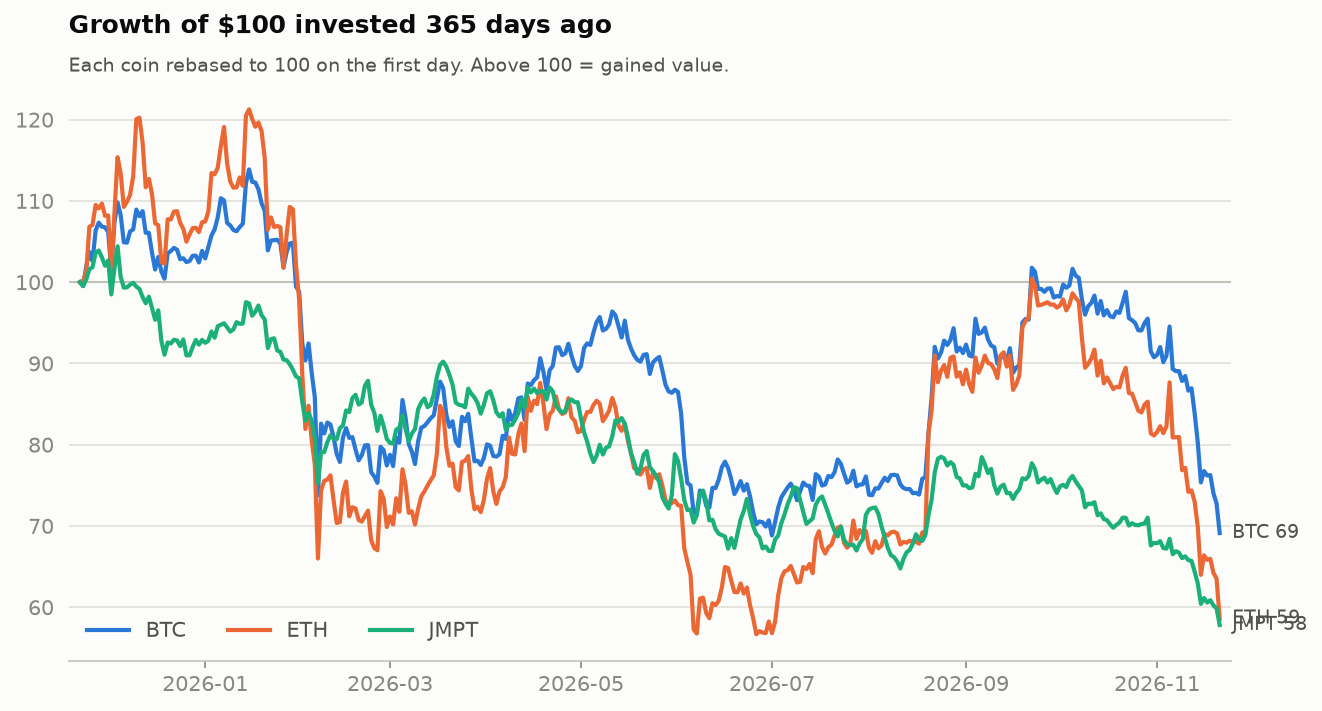 Growth of $100 invested 365 days ago
Each coin rebased to 100 on the first day. Above 100 = gained value.
120
110
100
90
80
70
60
BTC 69
ETH 59
JMPT 58
BTC
ETH
JMPT
2026-01
2026-03
2026-05
2026-07
2026-09
2026-11